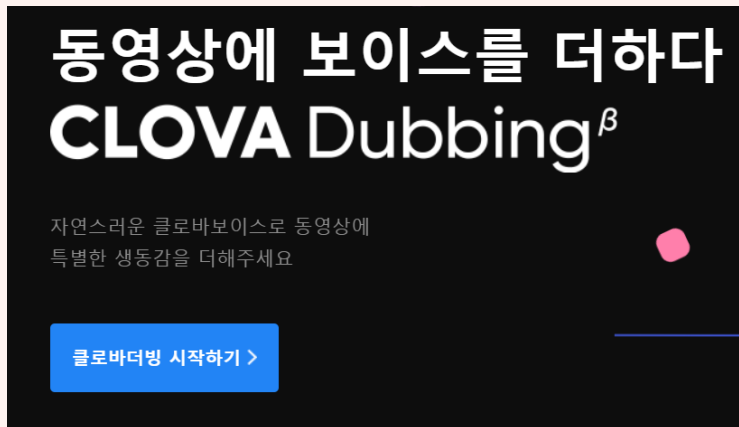 동영상에 보이스를 더하다
CLOVA Dubbingᵝ
자연스러운 클로바보이스로 동영상에
특별한 생동감을 더해주세요
클로바더빙 시작하기 >